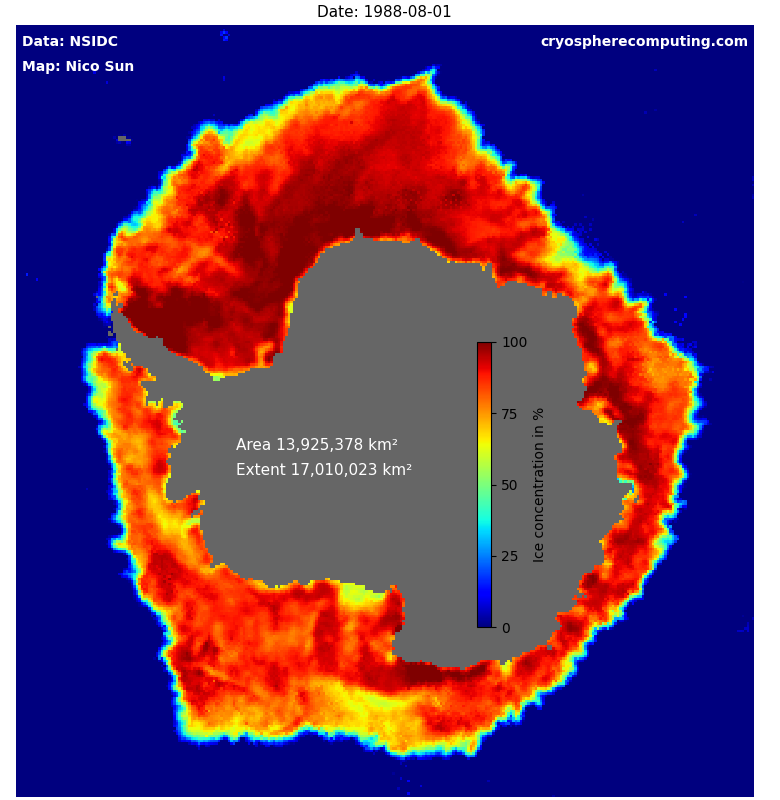 Date: 1988-08-01
Data: NSIDC
cryospherecomputing.com
Map: Nico Sun
100
75
50
25
0
Ice concentration in %
Area 13,925,378 km²
Extent 17,010,023 km²